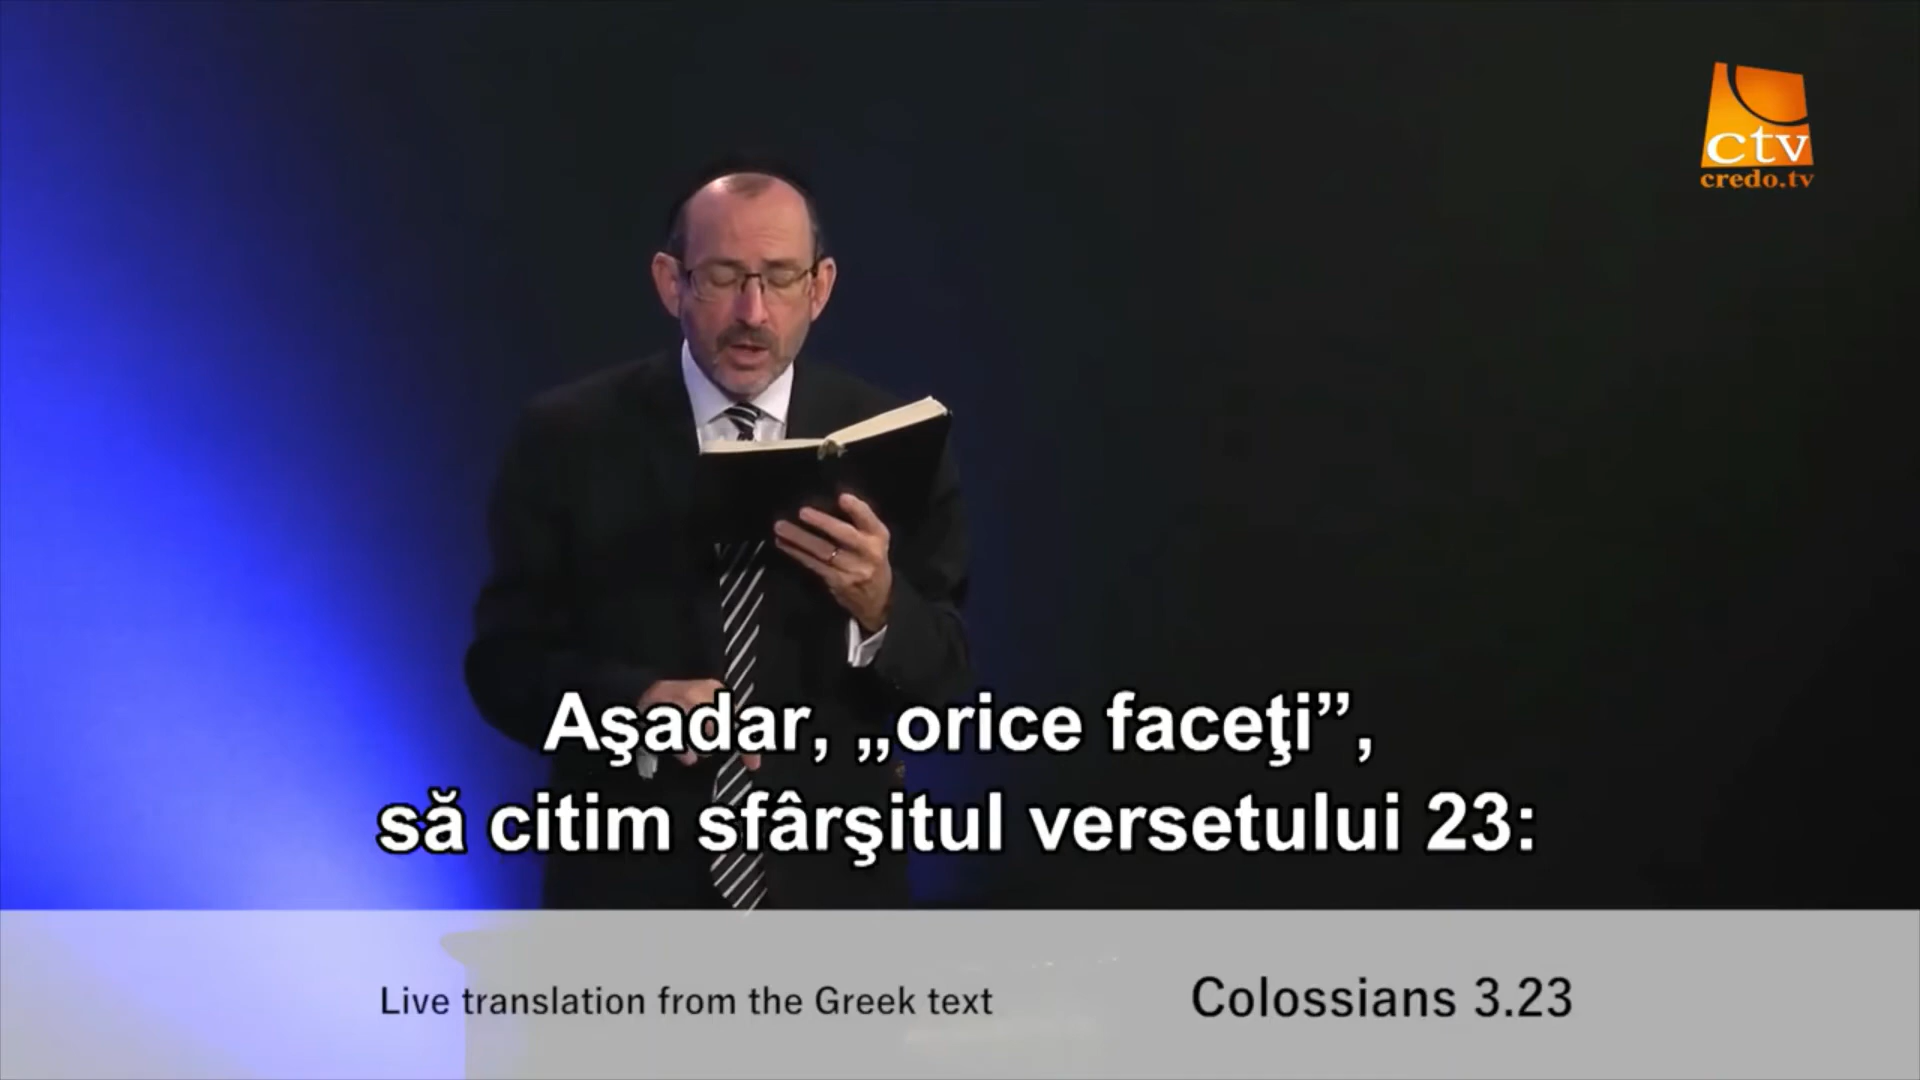 ctv
credo.tv
Aşadar, „orice faceţi”,
să citim sfârşitul versetului 23:
Live translation from the Greek text
Colossians 3.23